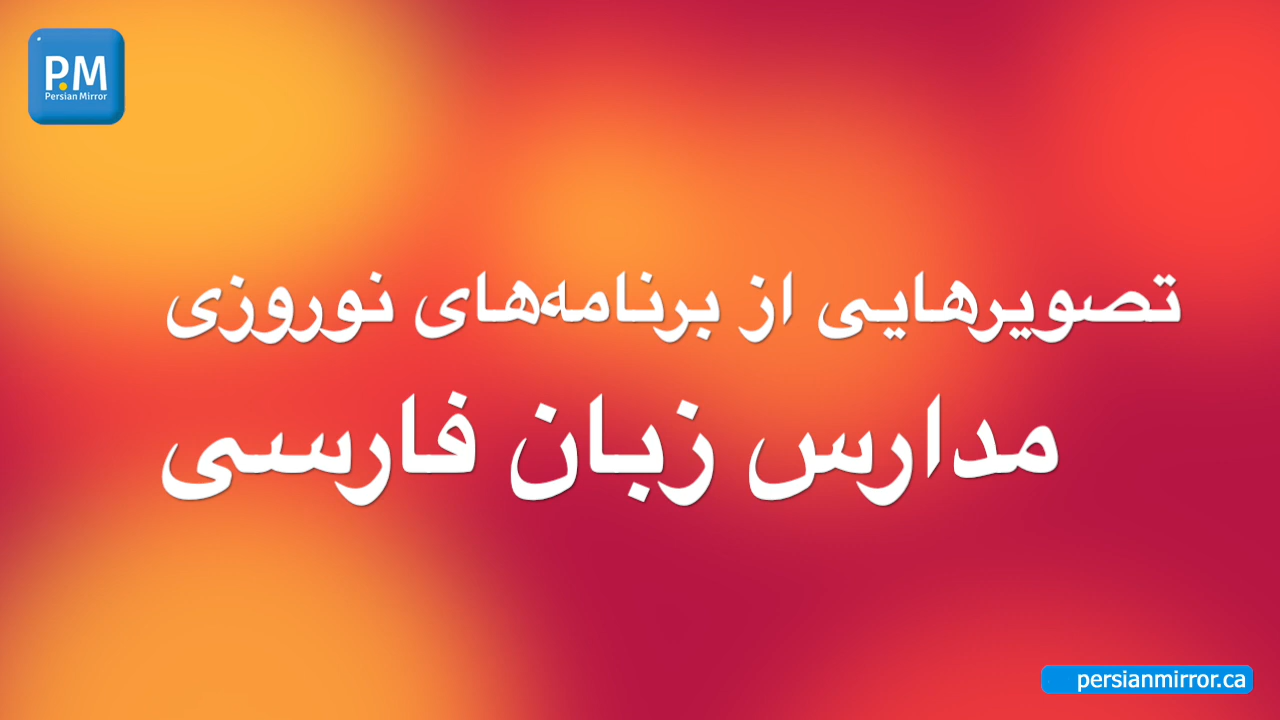 P.M
Persian Mirror
تصویرهایی از برنامه‌های نوروزی
مدارس زبان فارسی
persianmirror.ca